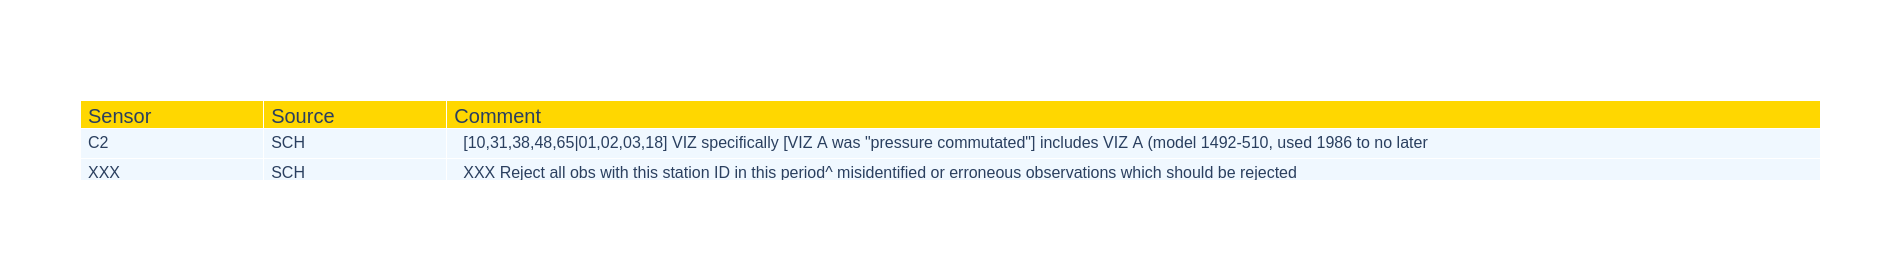 Sensor Source Comment
C2 SCH [10,31,38,48,65|01,02,03,18] VIZ specifically [VIZ A was "pressure commutated"] includes VIZ A (model 1492-510, used 1986 to no later
XXX SCH XXX Reject all obs with this station ID in this period^ misidentified or erroneous observations which should be rejected